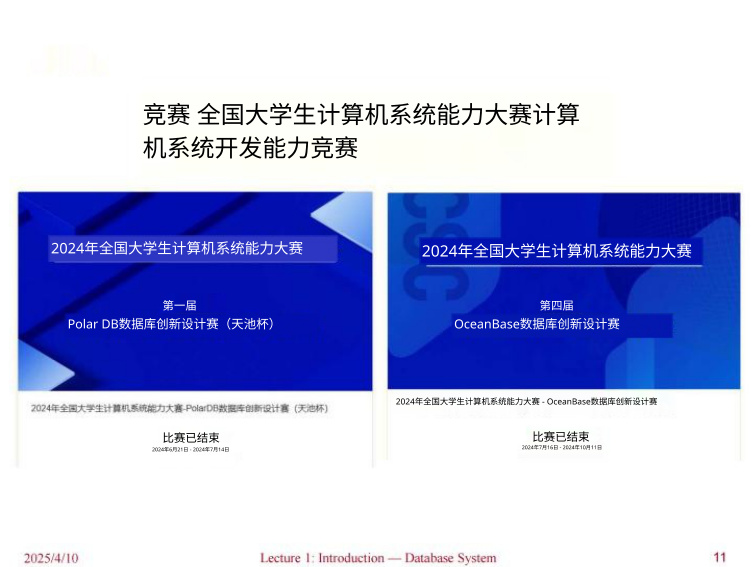 竞赛 全国大学生计算机系统能力大赛计算
机系统开发能力竞赛
2024年全国大学生计算机系统能力大赛
第一届
Polar DB数据库创新设计赛（天池杯）
2024年全国大学生计算机系统能力大赛-PolarDB数据库创新设计赛（天池杯）
比赛已结束
2024年6月21日 - 2024年7月14日
CSCC
2024年全国大学生计算机系统能力大赛
第四届
OceanBase数据库创新设计赛
2024年全国大学生计算机系统能力大赛 - OceanBase数据库创新设计赛
比赛已结束
2024年7月16日 - 2024年10月11日
2025/4/10
Lecture 1: Introduction — Database System
11